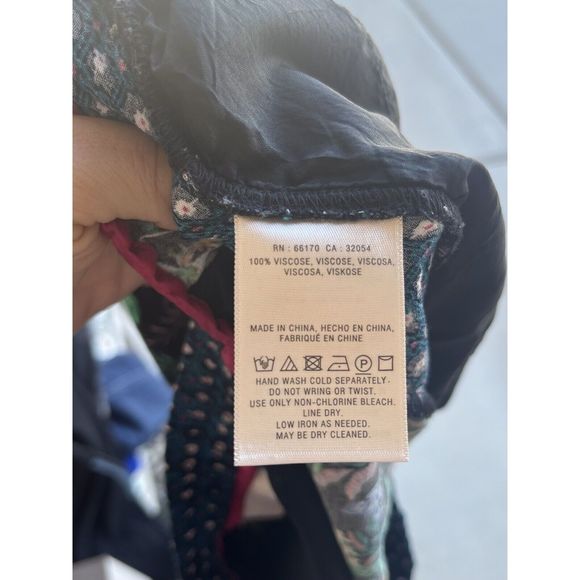 RN : 66170 CA : 32054
100% VISCOSE, VISCOSE, VISCOSA,
VISCOSA, VISKOSE
MADE IN CHINA, HECHO EN CHINA,
FABRIQUÉ EN CHINE
P
HAND WASH COLD SEPARATELY.
DO NOT WRING OR TWIST.
USE ONLY NON-CHLORINE BLEACH.
LINE DRY.
LOW IRON AS NEEDED.
MAY BE DRY CLEANED.